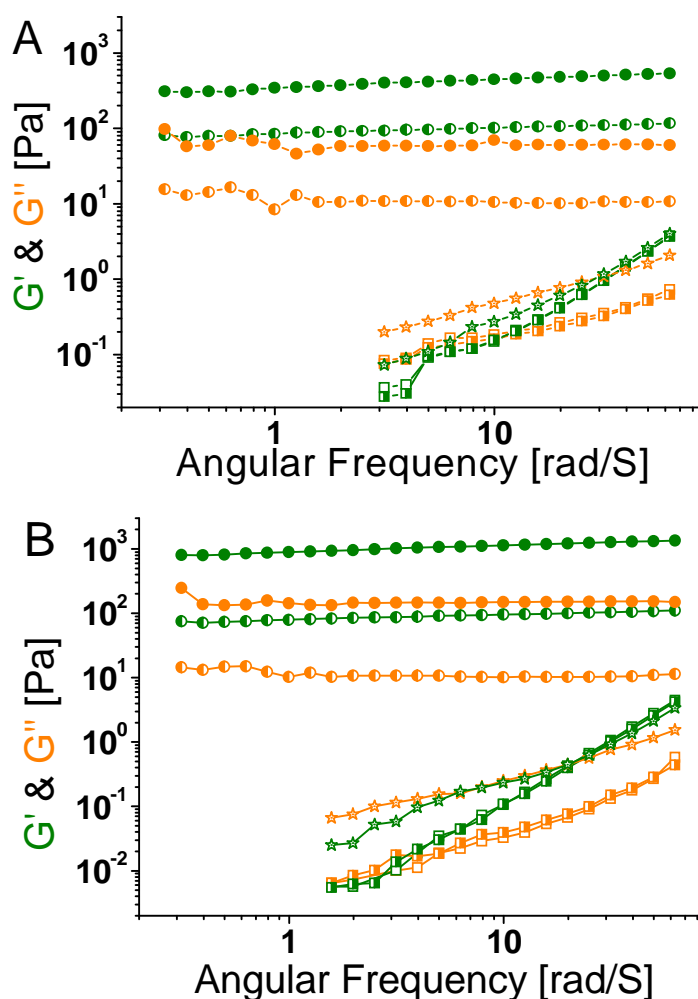 A
10³
10²
10¹
10⁰
10⁻¹
G' & G'' [Pa]
1
10
Angular Frequency [rad/S]
B
10³
10²
10¹
10⁰
10⁻¹
10⁻²
G' & G'' [Pa]
1
10
Angular Frequency [rad/S]